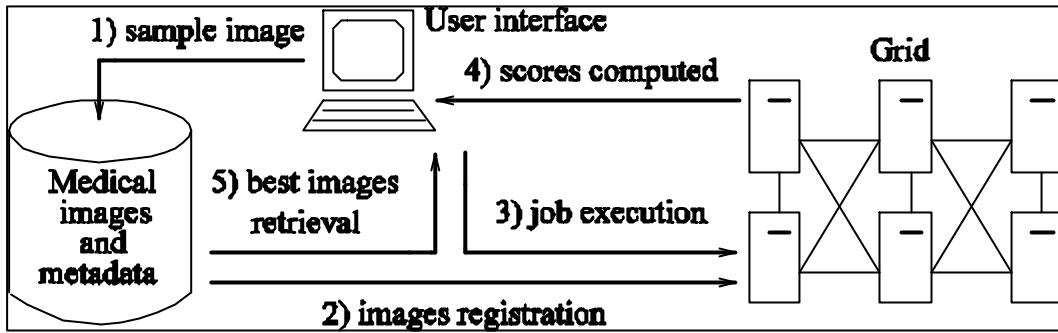 1) sample image
User interface
Grid
4) scores computed
Medical
images
and
metadata
5) best images
retrieval
3) job execution
2) images registration